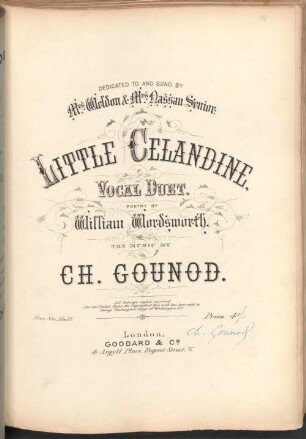 DEDICATED TO AND SUNG BY
Mrs. Weldon & Mrs. Nassau Senior.
LITTLE CELANDINE.
VOCAL DUET.
POETRY BY
William Wordsworth.
THE MUSIC BY
CH. GOUNOD.
Price 4/.
Ch. Gounod
London,
GODDARD & Co
4, Argyll Place, Regent Street, W.